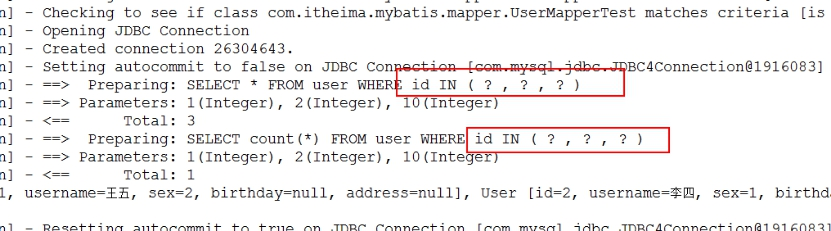 n] - Checking to see if class com.itheima.mybatis.mapper.UserMapperTest matches criteria [is
n] - Opening JDBC Connection
n] - Created connection 26304643.
n] - Setting autocommit to false on JDBC Connection [com.mysql.jdbc.JDBC4Connection@1916083]
n] - ==>  Preparing: SELECT * FROM user WHERE id IN ( ? , ? , ? )
n] - ==> Parameters: 1(Integer), 2(Integer), 10(Integer)
n] - <==      Total: 3
n] - ==>  Preparing: SELECT count(*) FROM user WHERE id IN ( ? , ? , ? )
n] - ==> Parameters: 1(Integer), 2(Integer), 10(Integer)
n] - <==      Total: 1
1, username=王五, sex=2, birthday=null, address=null], User [id=2, username=李四, sex=1, birthda
n] - Resetting autocommit to true on JDBC Connection [com.mysql.jdbc.JDBC4Connection@1916083]